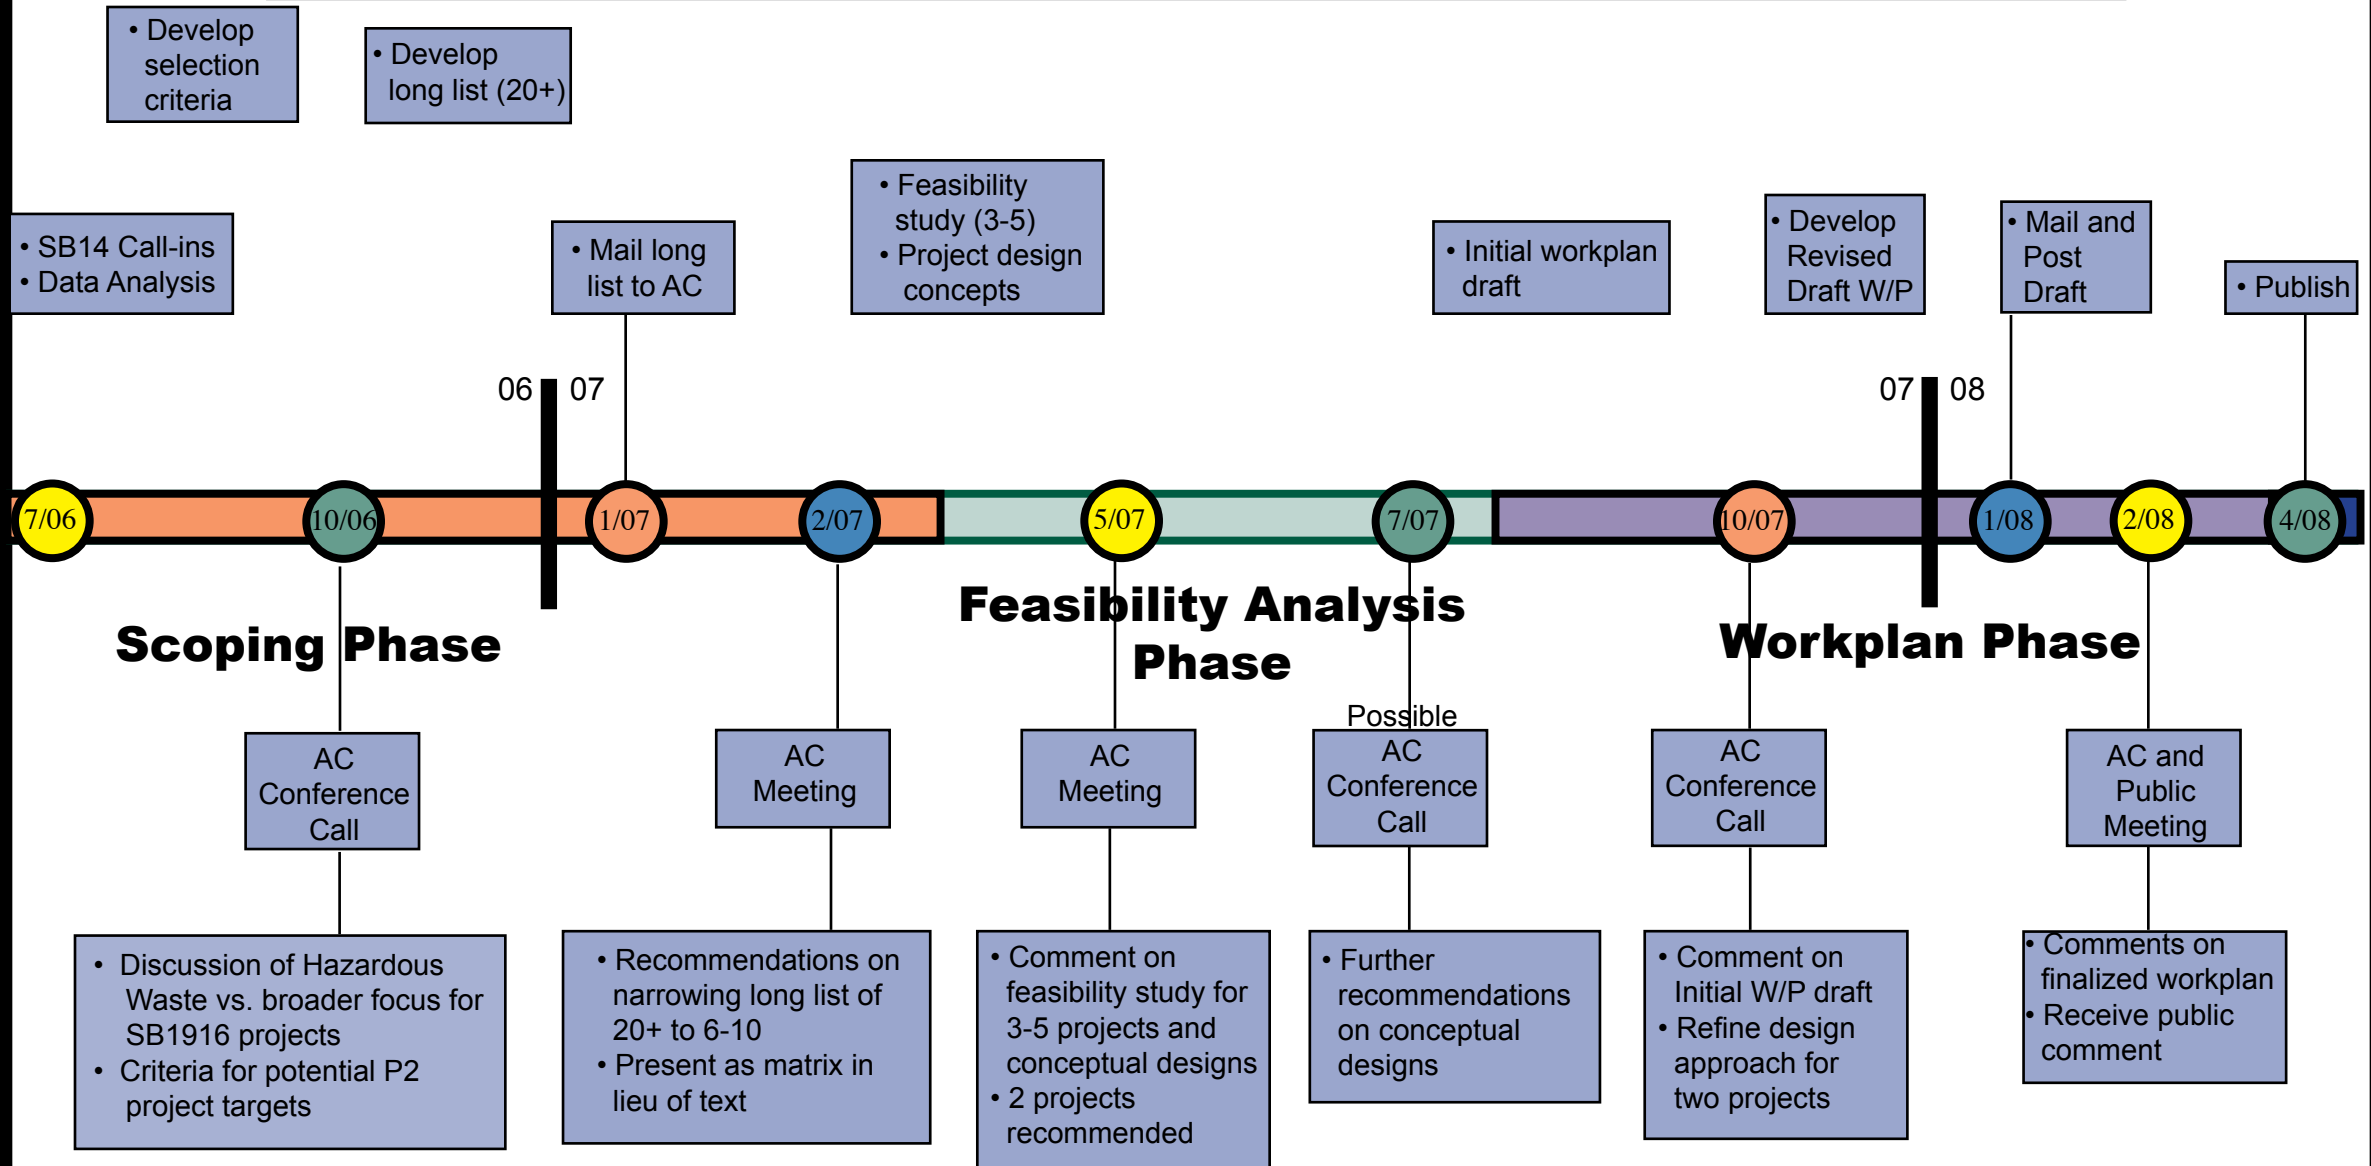 • Develop
selection
criteria
• Develop
long list (20+)
• SB14 Call-ins
• Data Analysis
• Mail long
list to AC
• Feasibility
study (3-5)
• Project design
concepts
• Initial workplan
draft
• Develop
Revised
Draft W/P
• Mail and
Post
Draft
• Publish
06 07
07 08
7/06
10/06
1/07
2/07
5/07
7/07
10/07
1/08
2/08
4/08
Scoping Phase
Feasibility Analysis
Phase
Workplan Phase
AC
Conference
Call
AC
Meeting
AC
Meeting
Possible
AC
Conference
Call
AC
Conference
Call
AC and
Public
Meeting
• Discussion of Hazardous
Waste vs. broader focus for
SB1916 projects
• Criteria for potential P2
project targets
• Recommendations on
narrowing long list of
20+ to 6-10
• Present as matrix in
lieu of text
• Comment on
feasibility study for
3-5 projects and
conceptual designs
• 2 projects
recommended
• Further
recommendations
on conceptual
designs
• Comment on
Initial W/P draft
• Refine design
approach for
two projects
• Comments on
finalized workplan
• Receive public
comment